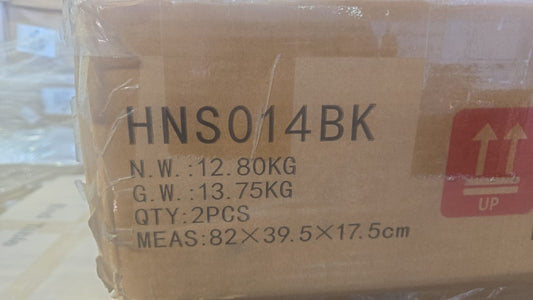 HNS014BK
N.W.:12.80KG
G.W.:13.75KG
QTY:2PCS
MEAS:82×39.5×17.5cm
UP